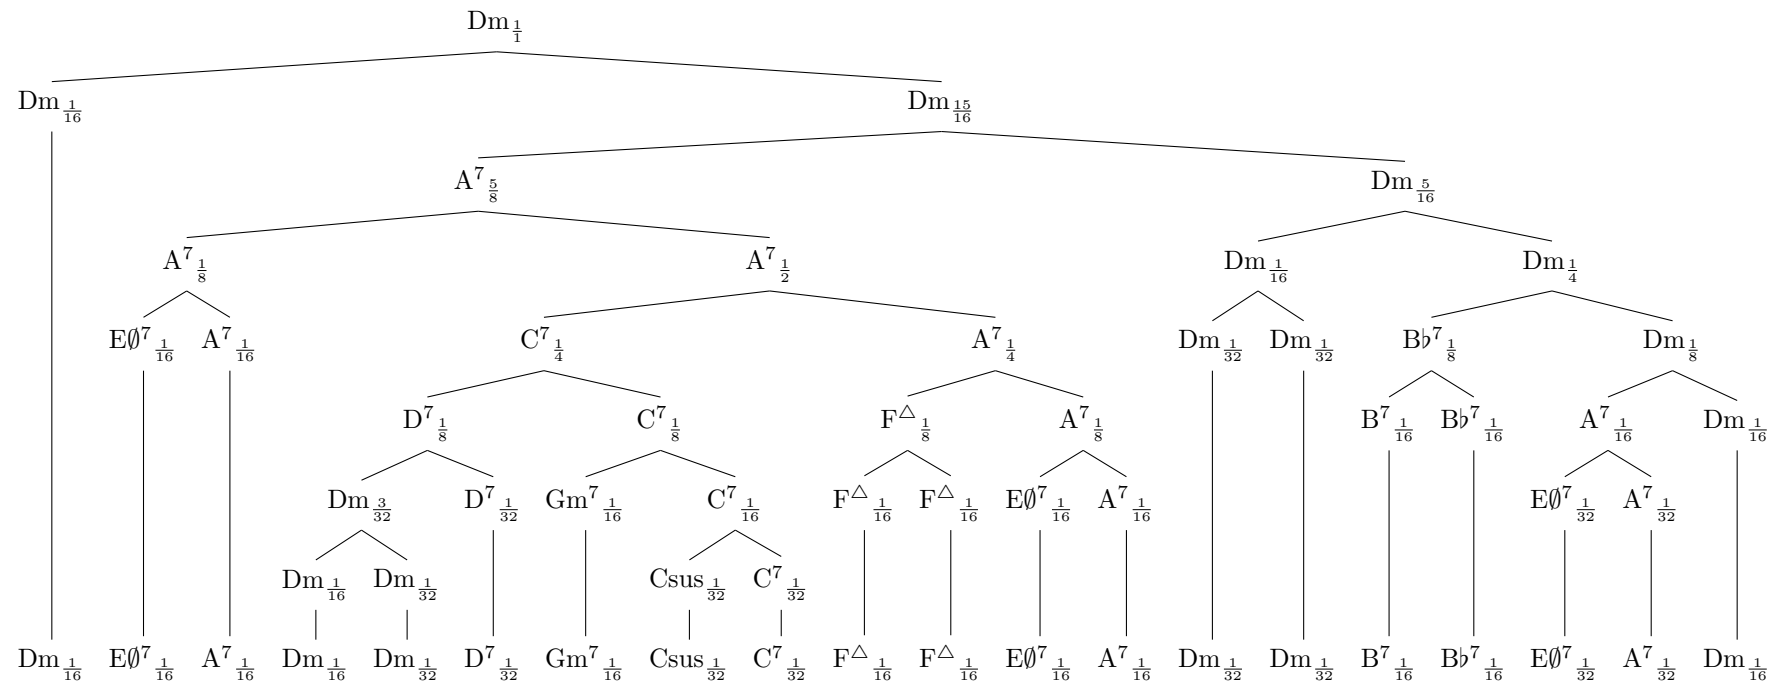 Dm 1/1
Dm 1/16 Dm 15/16
A⁷ 5/8 Dm 5/16
A⁷ 1/8 A⁷ 1/2 Dm 1/16 Dm 1/4
E∅⁷ 1/16 A⁷ 1/16 C⁷ 1/4 A⁷ 1/4 Dm 1/32 Dm 1/32 B♭⁷ 1/8 Dm 1/8
D⁷ 1/8 C⁷ 1/8 F△ 1/8 A⁷ 1/8 B⁷ 1/16 B♭⁷ 1/16 A⁷ 1/16 Dm 1/16
Dm 3/32 D⁷ 1/32 Gm⁷ 1/16 C⁷ 1/16 F△ 1/16 F△ 1/16 E∅⁷ 1/16 A⁷ 1/16 E∅⁷ 1/32 A⁷ 1/32
Dm 1/16 Dm 1/32 Csus 1/32 C⁷ 1/32
Dm 1/16 E∅⁷ 1/16 A⁷ 1/16 Dm 1/16 Dm 1/32 D⁷ 1/32 Gm⁷ 1/16 Csus 1/32 C⁷ 1/32 F△ 1/16 F△ 1/16 E∅⁷ 1/16 A⁷ 1/16 Dm 1/32 Dm 1/32 B⁷ 1/16 B♭⁷ 1/16 E∅⁷ 1/32 A⁷ 1/32 Dm 1/16